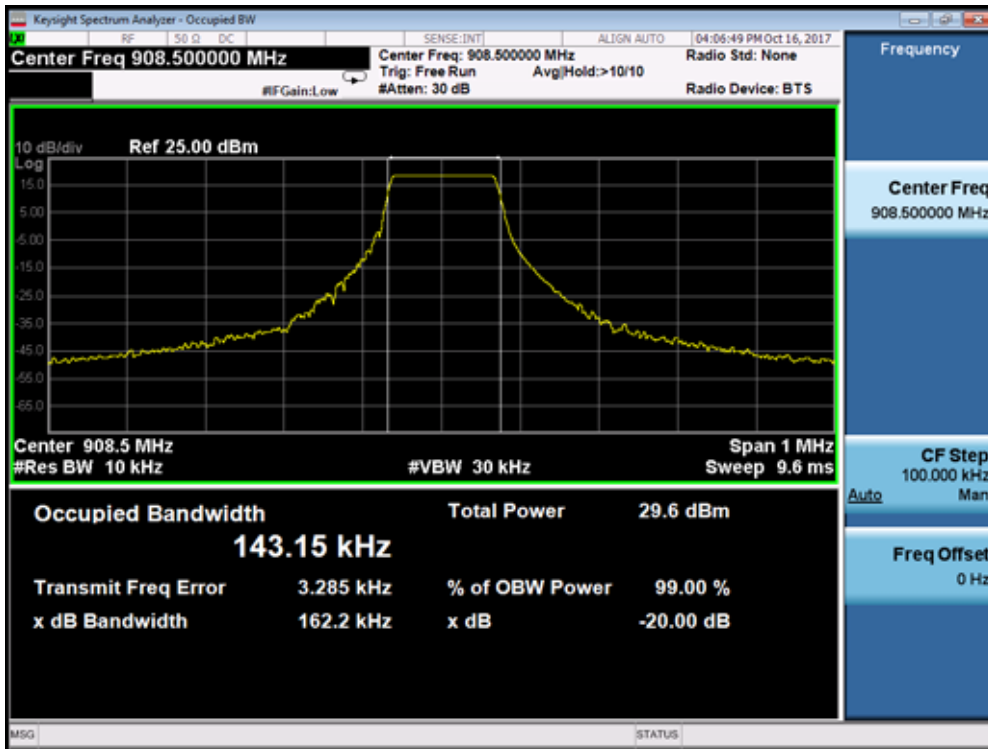 Keysight Spectrum Analyzer - Occupied BW
RF 50 Ω DC SENSE:INT ALIGN AUTO 04:06:49 PM Oct 16, 2017
Center Freq 908.500000 MHz
Center Freq: 908.500000 MHz Radio Std: None
Trig: Free Run Avg|Hold:>10/10
#IFGain:Low #Atten: 30 dB Radio Device: BTS
10 dB/div Ref 25.00 dBm
Log
15.0
5.00
-5.00
-15.0
-25.0
-35.0
-45.0
-55.0
-65.0
Center 908.5 MHz Span 1 MHz
#Res BW 10 kHz #VBW 30 kHz Sweep 9.6 ms
Occupied Bandwidth Total Power 29.6 dBm
143.15 kHz
Transmit Freq Error 3.285 kHz % of OBW Power 99.00 %
x dB Bandwidth 162.2 kHz x dB -20.00 dB
Frequency
Center Freq
908.500000 MHz
CF Step
100.000 kHz
Auto Man
Freq Offset
0 Hz
MSG STATUS